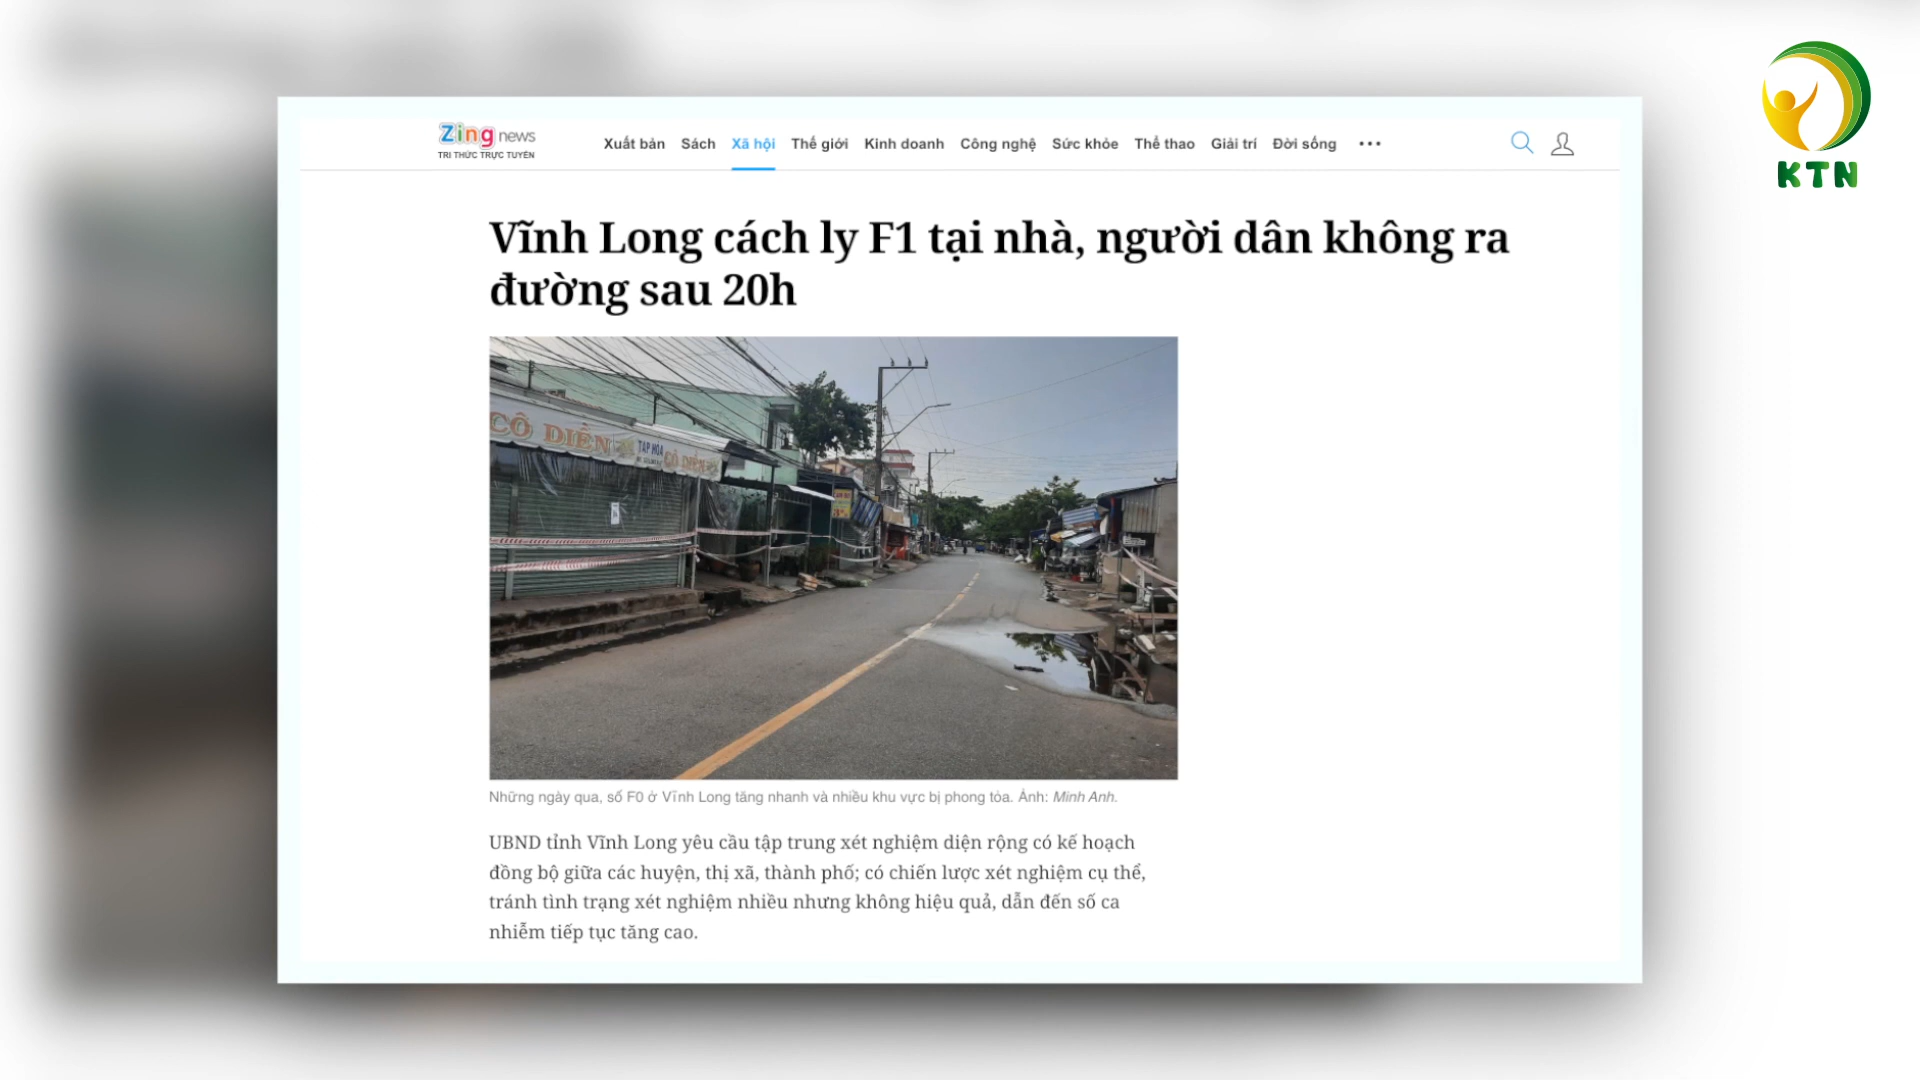 Zing news
TRI THỨC TRỰC TUYẾN
Xuất bản Sách Xã hội Thế giới Kinh doanh Công nghệ Sức khỏe Thể thao Giải trí Đời sống
KTN
Vĩnh Long cách ly F1 tại nhà, người dân không ra
đường sau 20h
CÔ DIỄN TẠP HÓA CÔ DIỄN
Những ngày qua, số F0 ở Vĩnh Long tăng nhanh và nhiều khu vực bị phong tỏa. Ảnh: Minh Anh.
UBND tỉnh Vĩnh Long yêu cầu tập trung xét nghiệm diện rộng có kế hoạch
đồng bộ giữa các huyện, thị xã, thành phố; có chiến lược xét nghiệm cụ thể,
tránh tình trạng xét nghiệm nhiều nhưng không hiệu quả, dẫn đến số ca
nhiễm tiếp tục tăng cao.